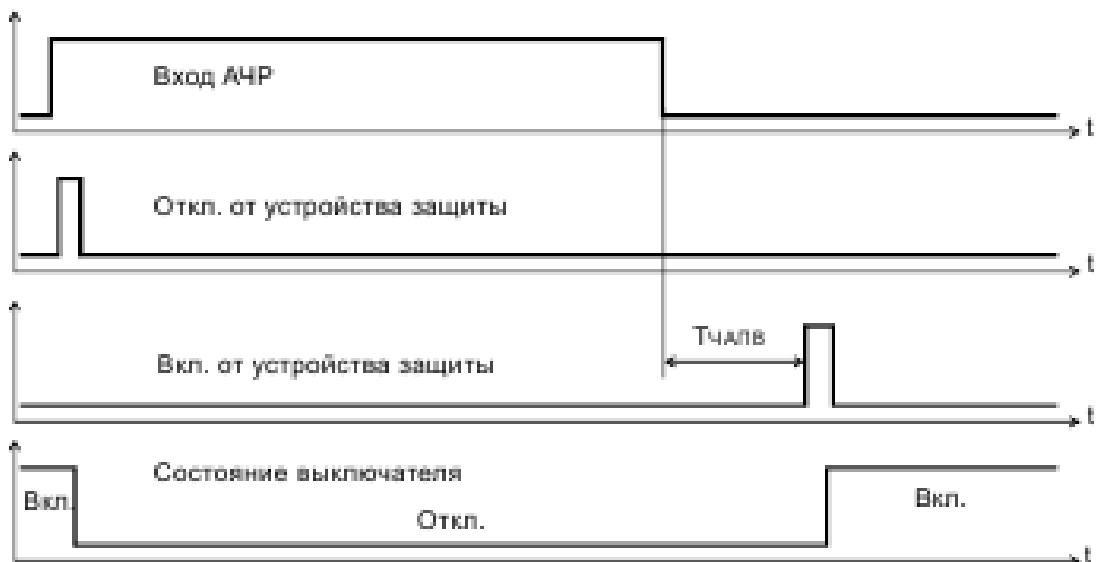 Вход АЧР
t
Откл. от устройства защиты
t
Тчапв
Вкл. от устройства защиты
t
Состояние выключателя
Вкл.
Откл.
Вкл.
t